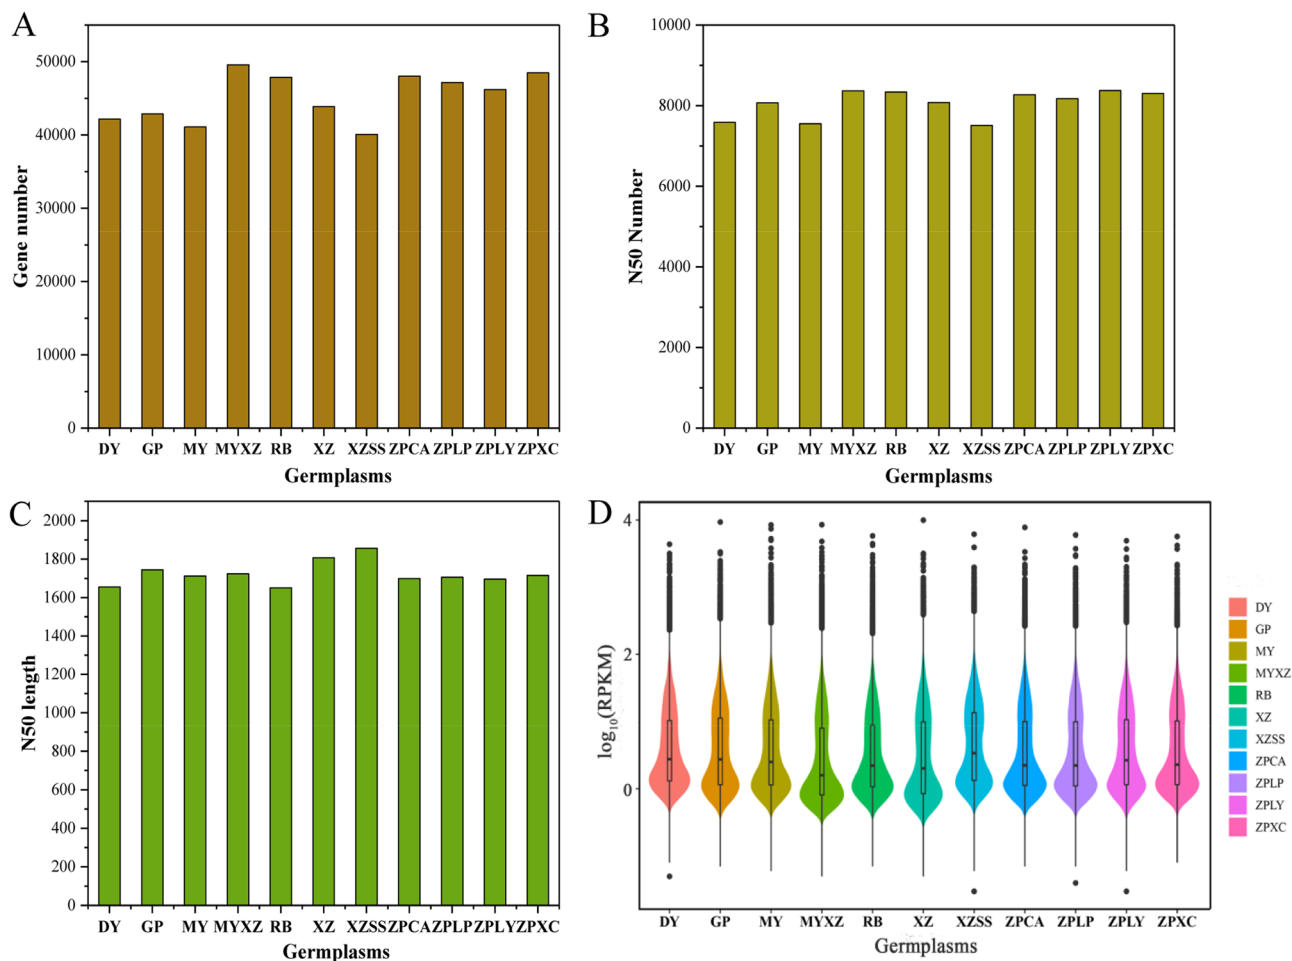 A
Gene number
50000
40000
30000
20000
10000
0
DY GP MY MYXZ RB XZ XZSS ZPCA ZPLP ZPLY ZPXC
Germplasms
B
N50 Number
10000
8000
6000
4000
2000
0
DY GP MY MYXZ RB XZ XZSS ZPCA ZPLP ZPLY ZPXC
Germplasms
C
N50 length
2000
1800
1600
1400
1200
1000
800
600
400
200
0
DY GP MY MYXZ RB XZ XZSS ZPCA ZPLP ZPLY ZPXC
Germplasms
D
log10(RPKM)
4
2
0
DY GP MY MYXZ RB XZ XZSS ZPCA ZPLP ZPLY ZPXC
Germplasms
DY
GP
MY
MYXZ
RB
XZ
XZSS
ZPCA
ZPLP
ZPLY
ZPXC